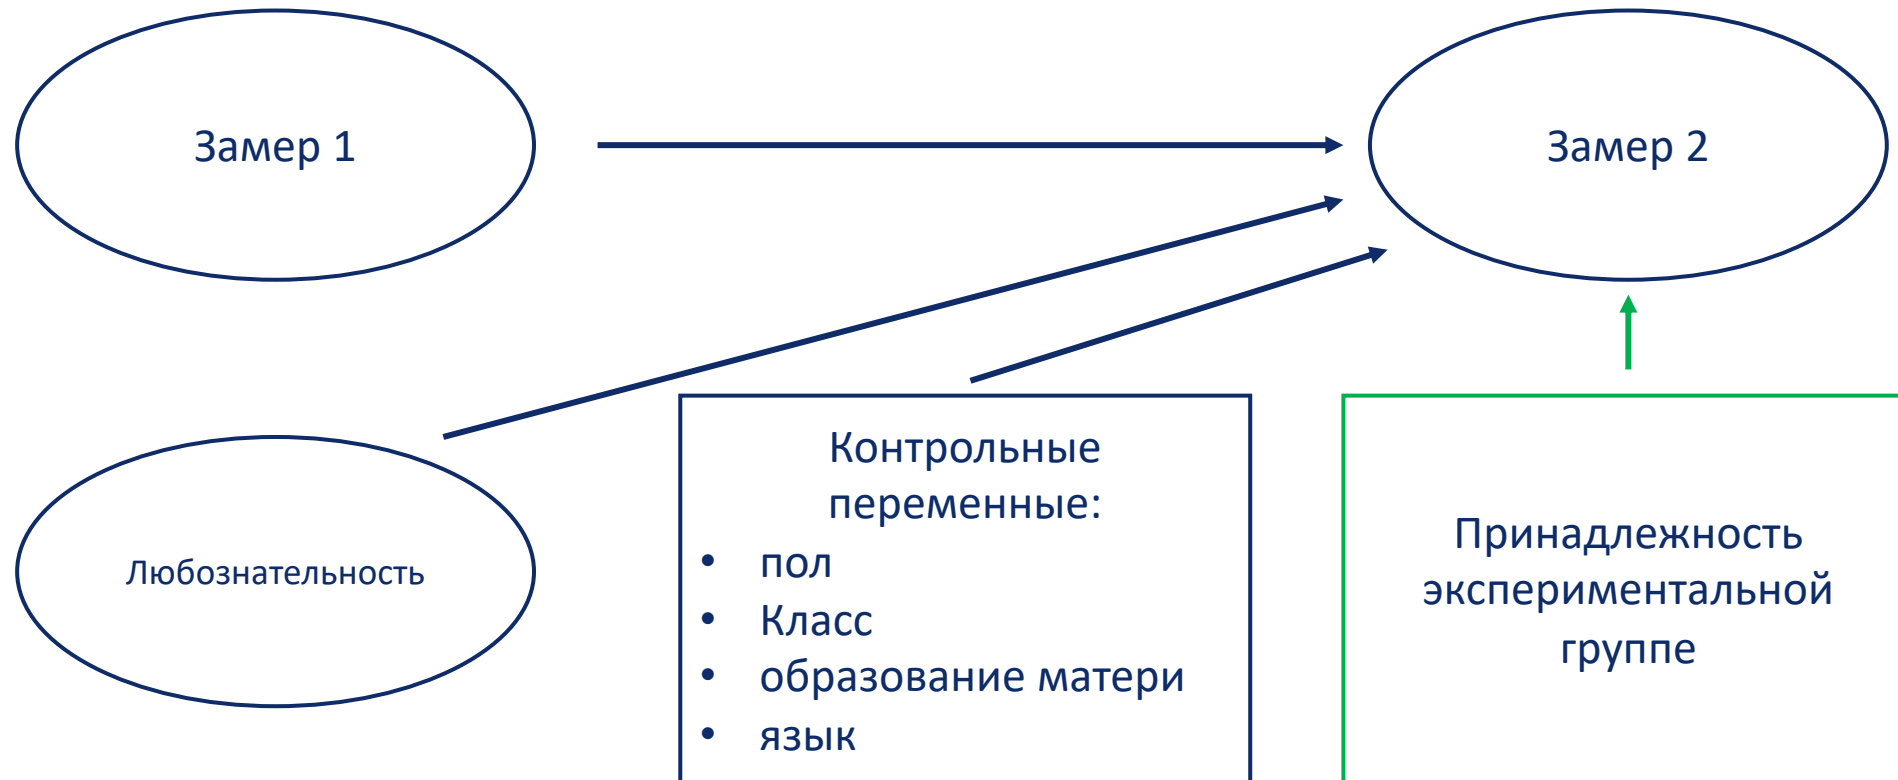 Замер 1
Замер 2
Любознательность
Контрольные
переменные:
• пол
• Класс
• образование матери
• язык
Принадлежность
экспериментальной
группе